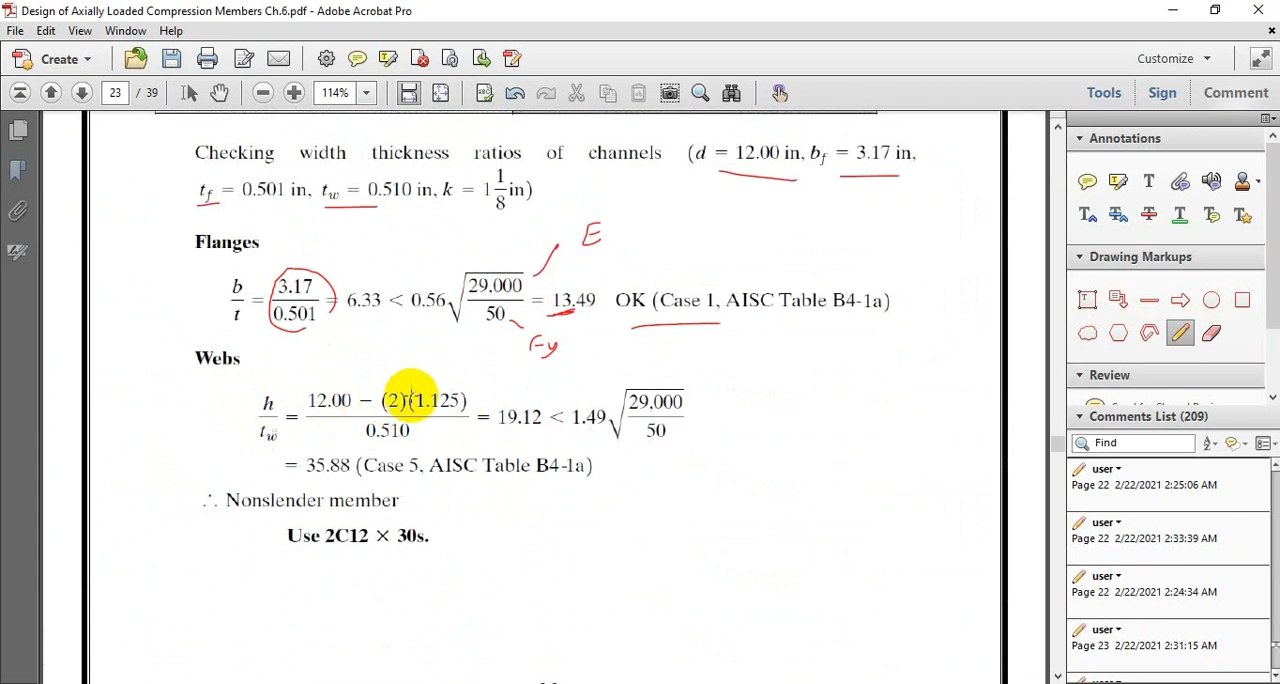 Design of Axially Loaded Compression Members Ch.6.pdf - Adobe Acrobat Pro
File Edit View Window Help
Create Customize
23 / 39 114% Tools Sign Comment
Checking width thickness ratios of channels (d = 12.00 in, bf = 3.17 in,
tf = 0.501 in, tw = 0.510 in, k = 1 1/8 in)
E
Flanges
b/t = 3.17/0.501 = 6.33 < 0.56√(29,000/50) = 13.49 OK (Case 1, AISC Table B4-1a)
Fy
Webs
h/tw = 12.00 − (2)(1.125)/0.510 = 19.12 < 1.49√(29,000/50)
= 35.88 (Case 5, AISC Table B4-1a)
∴ Nonslender member
Use 2C12 × 30s.
Annotations
Drawing Markups
Review
Comments List (209)
Find
user
Page 22 2/22/2021 2:25:06 AM
user
Page 22 2/22/2021 2:33:39 AM
user
Page 22 2/22/2021 2:24:34 AM
user
Page 23 2/22/2021 2:31:15 AM